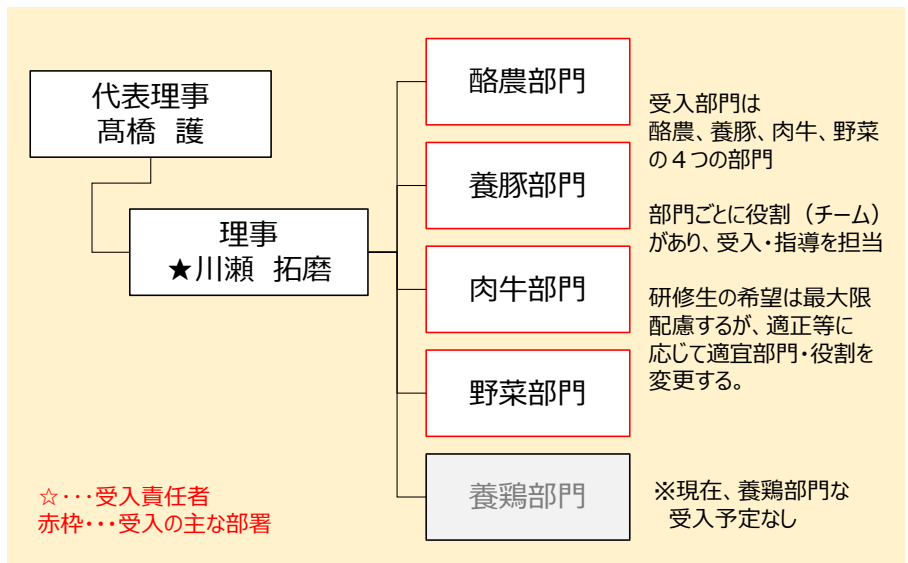 代表理事
髙橋 護
理事
★川瀬 拓磨
酪農部門
養豚部門
肉牛部門
野菜部門
養鶏部門
受入部門は
酪農、養豚、肉牛、野菜
の４つの部門
部門ごとに役割（チーム）
があり、受入・指導を担当
研修生の希望は最大限
配慮するが、適正等に
応じて適宜部門・役割を
変更する。
※現在、養鶏部門な
受入予定なし
☆・・・受入責任者
赤枠・・・受入の主な部署